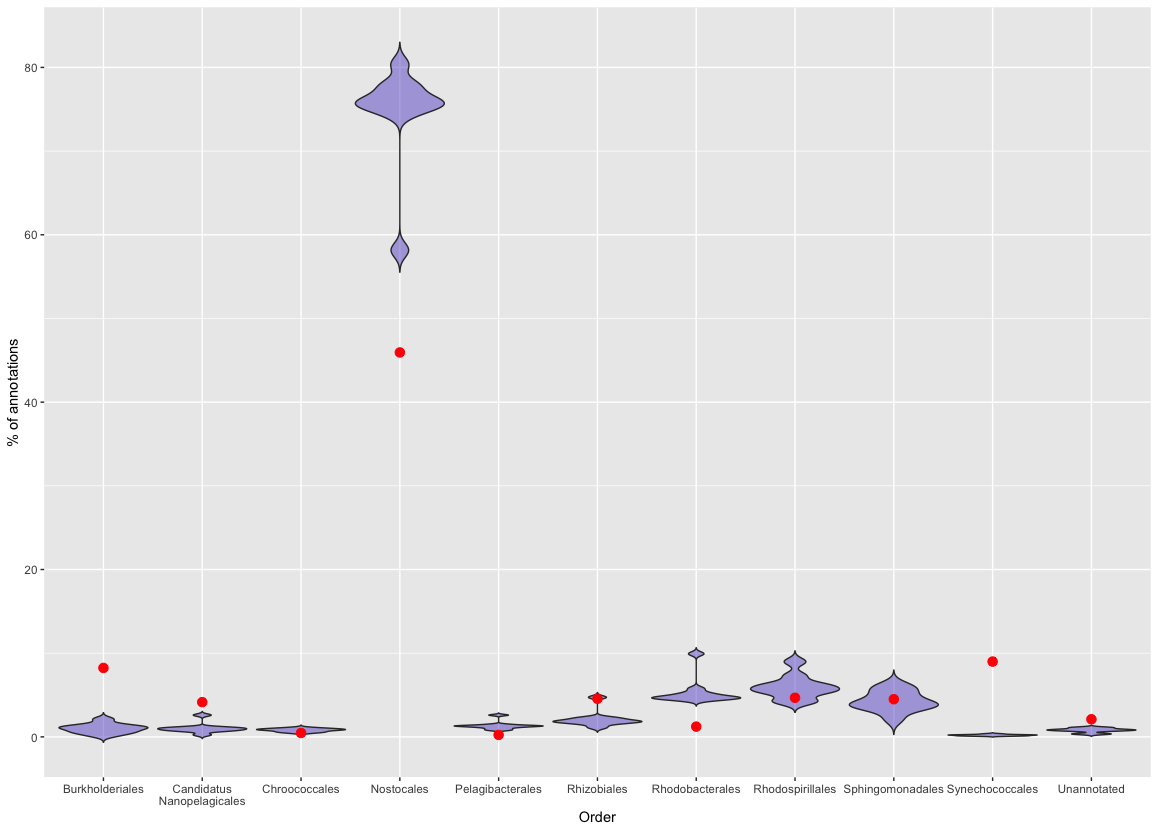 % of annotations
80
60
40
20
0
Burkholderiales
Candidatus
Nanopelagicales
Chroococcales
Nostocales
Pelagibacterales
Rhizobiales
Rhodobacterales
Rhodospirillales
Sphingomonadales
Synechococcales
Unannotated
Order